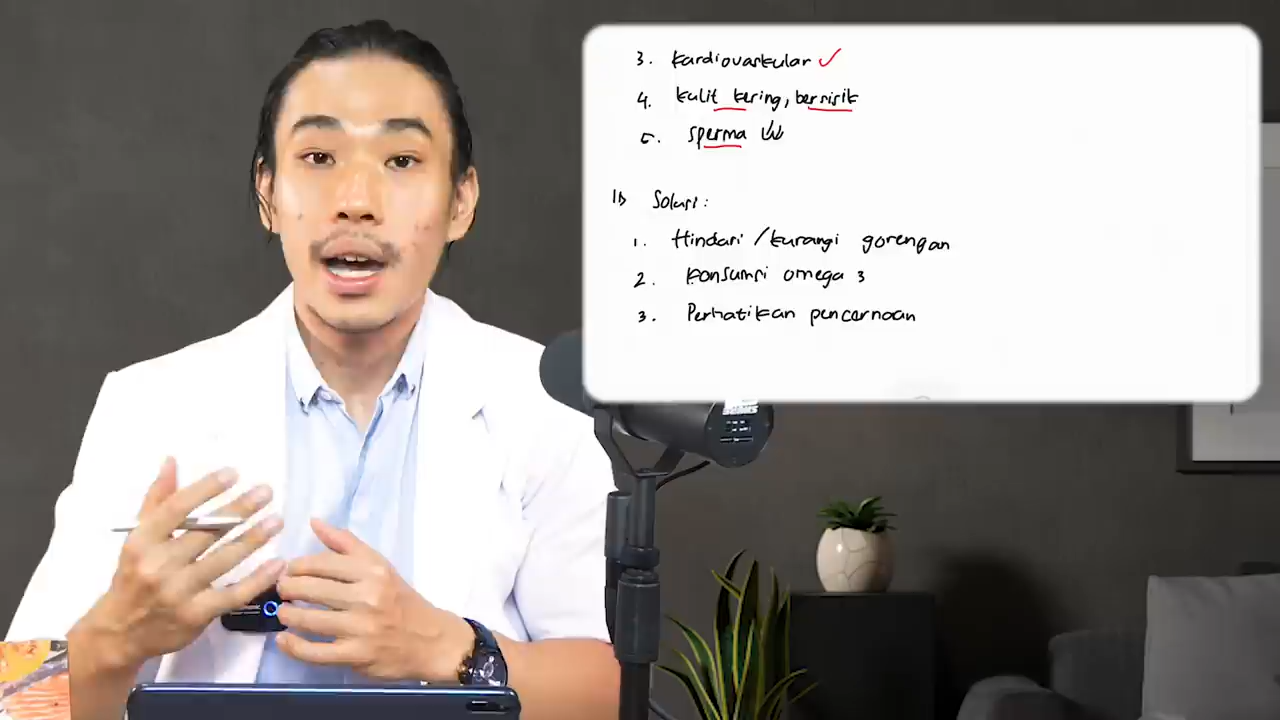 3. Kardiovaskular ✓
4. kulit kering, bersisik
5. sperma ↓↓
1b Solusi :
1. Hindari / kurangi gorengan
2. Konsumsi omega 3
3. Perhatikan pencernaan